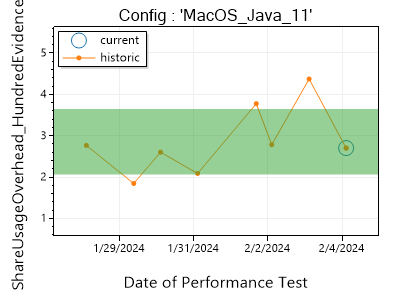 Config : 'MacOS_Java_11'
ShareUsageOverhead_HundredEvidence
current
historic
5
4
3
2
1
1/29/2024
1/31/2024
2/2/2024
2/4/2024
Date of Performance Test